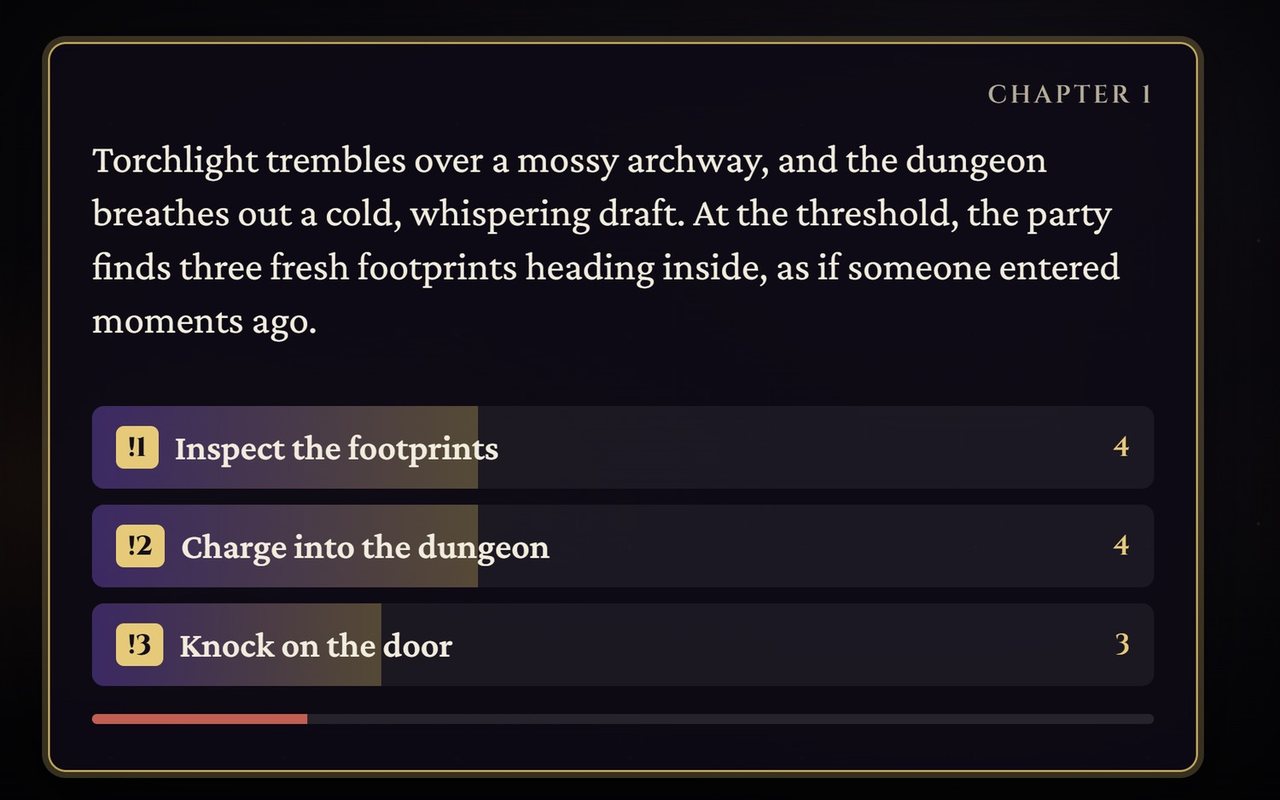 CHAPTER 1
Torchlight trembles over a mossy archway, and the dungeon
breathes out a cold, whispering draft. At the threshold, the party
finds three fresh footprints heading inside, as if someone entered
moments ago.
!1 Inspect the footprints 4
!2 Charge into the dungeon 4
!3 Knock on the door 3